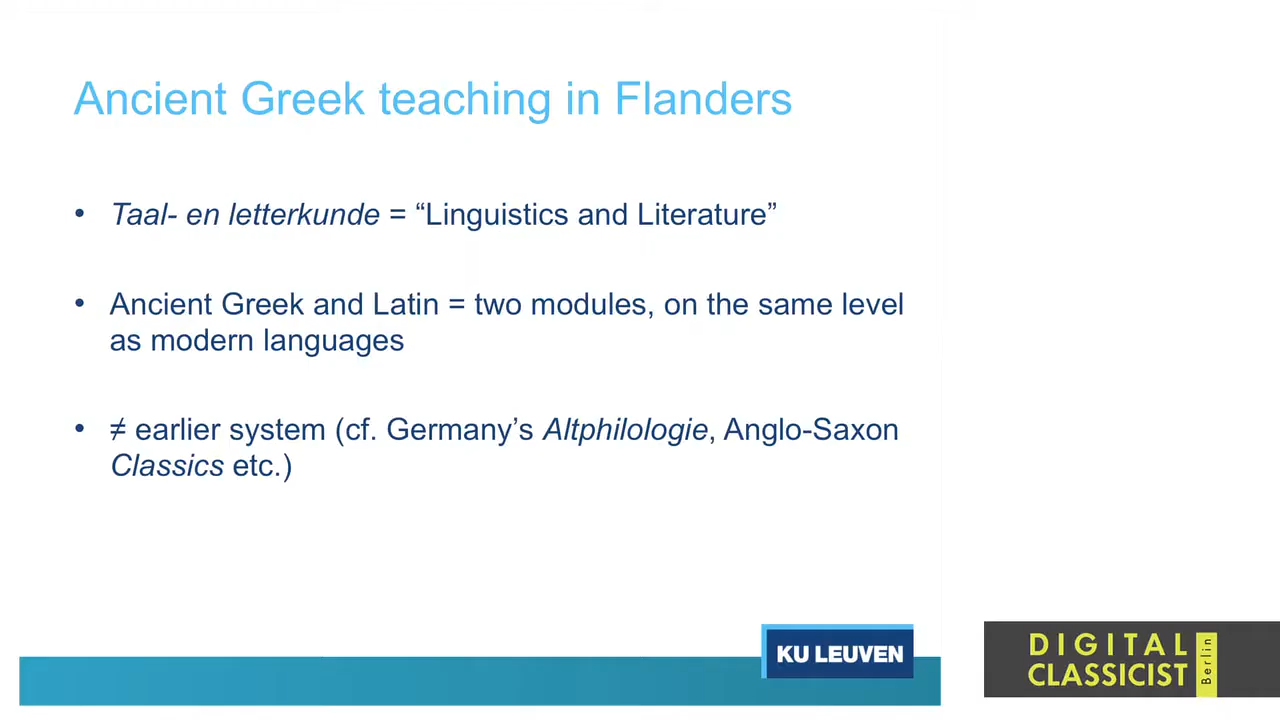 Ancient Greek teaching in Flanders
• Taal- en letterkunde = “Linguistics and Literature”
• Ancient Greek and Latin = two modules, on the same level
as modern languages
• ≠ earlier system (cf. Germany’s Altphilologie, Anglo-Saxon
Classics etc.)
KU LEUVEN
DIGITAL
CLASSICIST
Berlin